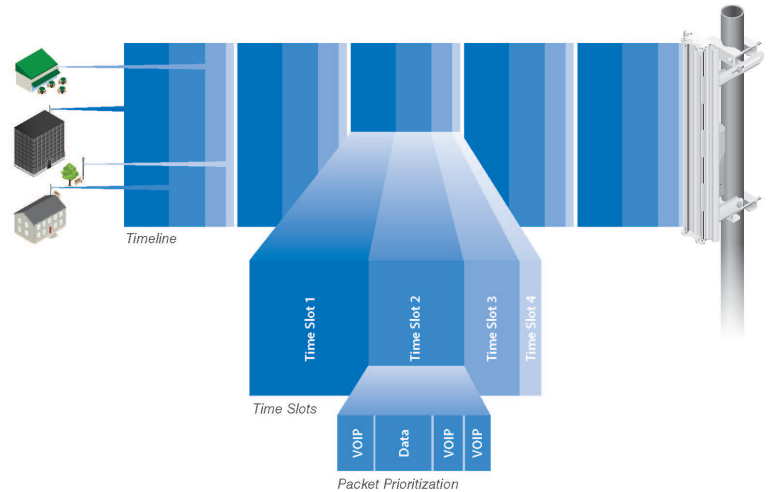 Timeline
Time Slot 1
Time Slot 2
Time Slot 3
Time Slot 4
Time Slots
VOIP
Data
VOIP
VOIP
Packet Prioritization